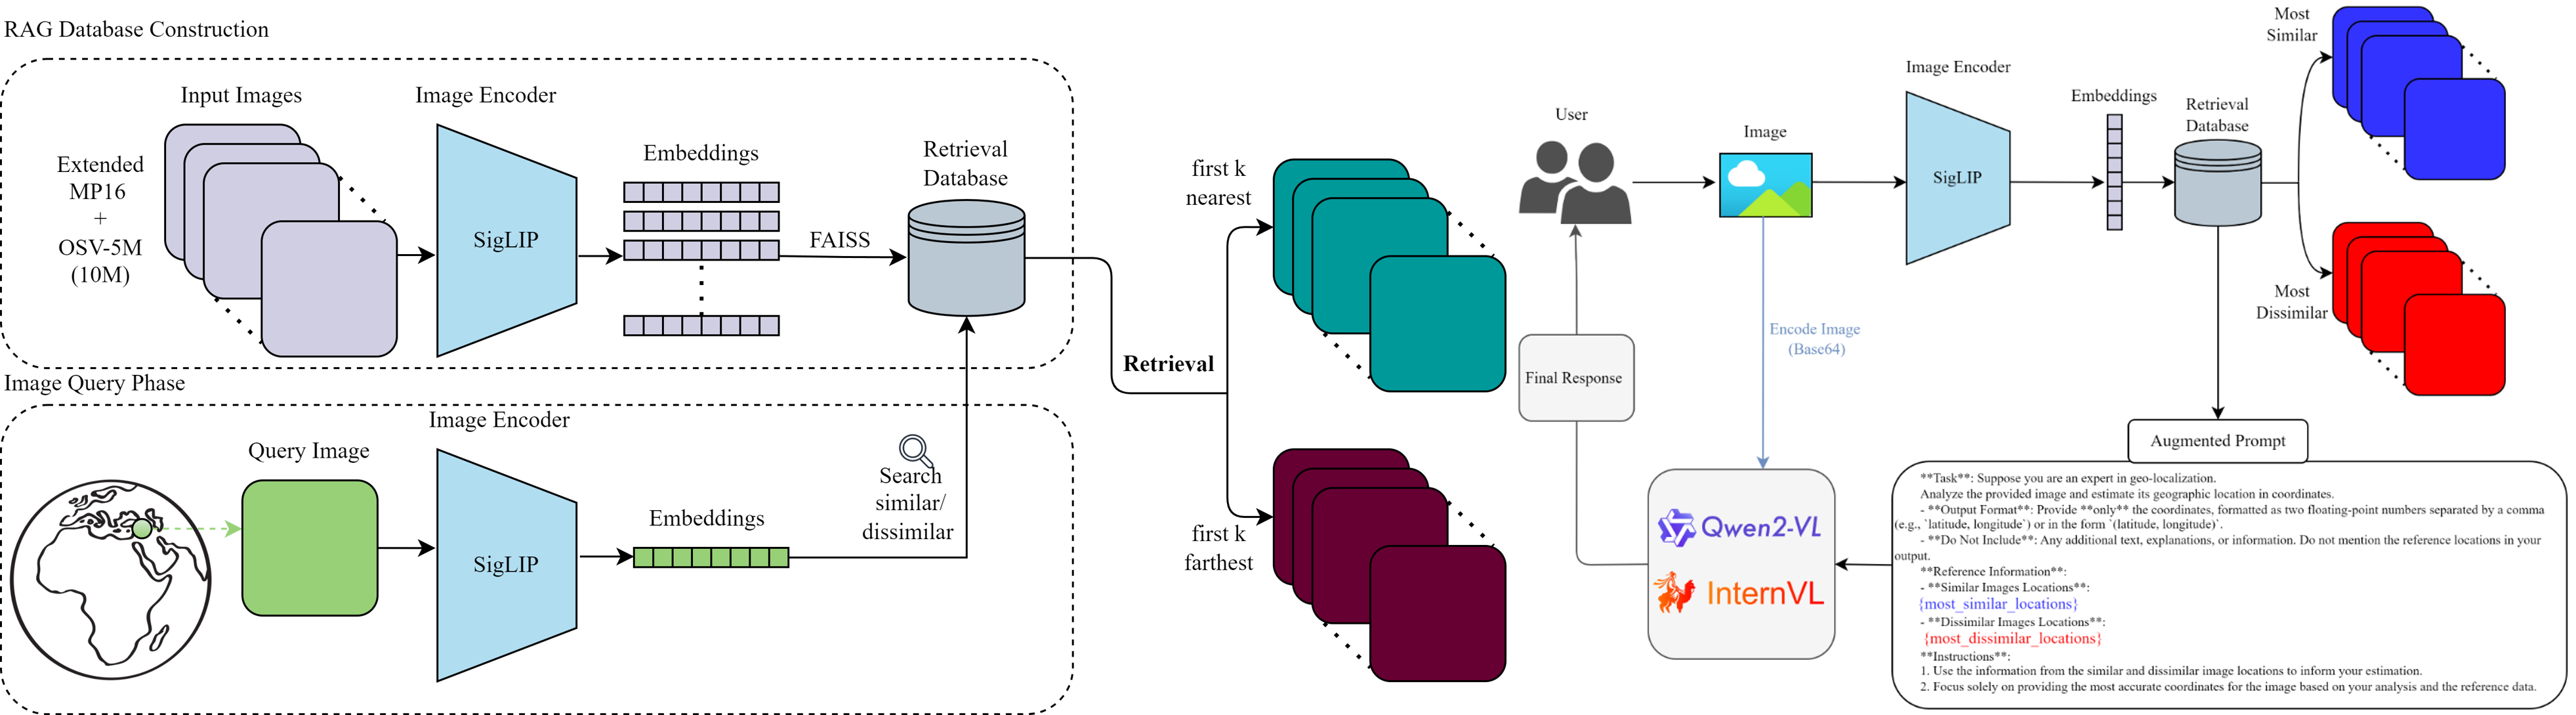 RAG Database Construction
Input Images
Image Encoder
Extended
MP16
+
OSV-5M
(10M)
SigLIP
Embeddings
FAISS
Retrieval
Database
Image Query Phase
Query Image
Image Encoder
SigLIP
Embeddings
Search
similar/
dissimilar
Retrieval
first k
nearest
first k
farthest
User
Image
Image Encoder
SigLIP
Embeddings
Retrieval
Database
Most
Similar
Most
Dissimilar
Encode Image
(Base64)
Final Response
Qwen2-VL
InternVL
Augmented Prompt
**Task**: Suppose you are an expert in geo-localization.
Analyze the provided image and estimate its geographic location in coordinates.
- **Output Format**: Provide **only** the coordinates, formatted as two floating-point numbers separated by a comma
(e.g., `latitude, longitude`) or in the form `(latitude, longitude)`.
- **Do Not Include**: Any additional text, explanations, or information. Do not mention the reference locations in your
output.
**Reference Information**:
- **Similar Images Locations**:
{most_similar_locations}
- **Dissimilar Images Locations**:
{most_dissimilar_locations}
**Instructions**:
1. Use the information from the similar and dissimilar image locations to inform your estimation.
2. Focus solely on providing the most accurate coordinates for the image based on your analysis and the reference data.